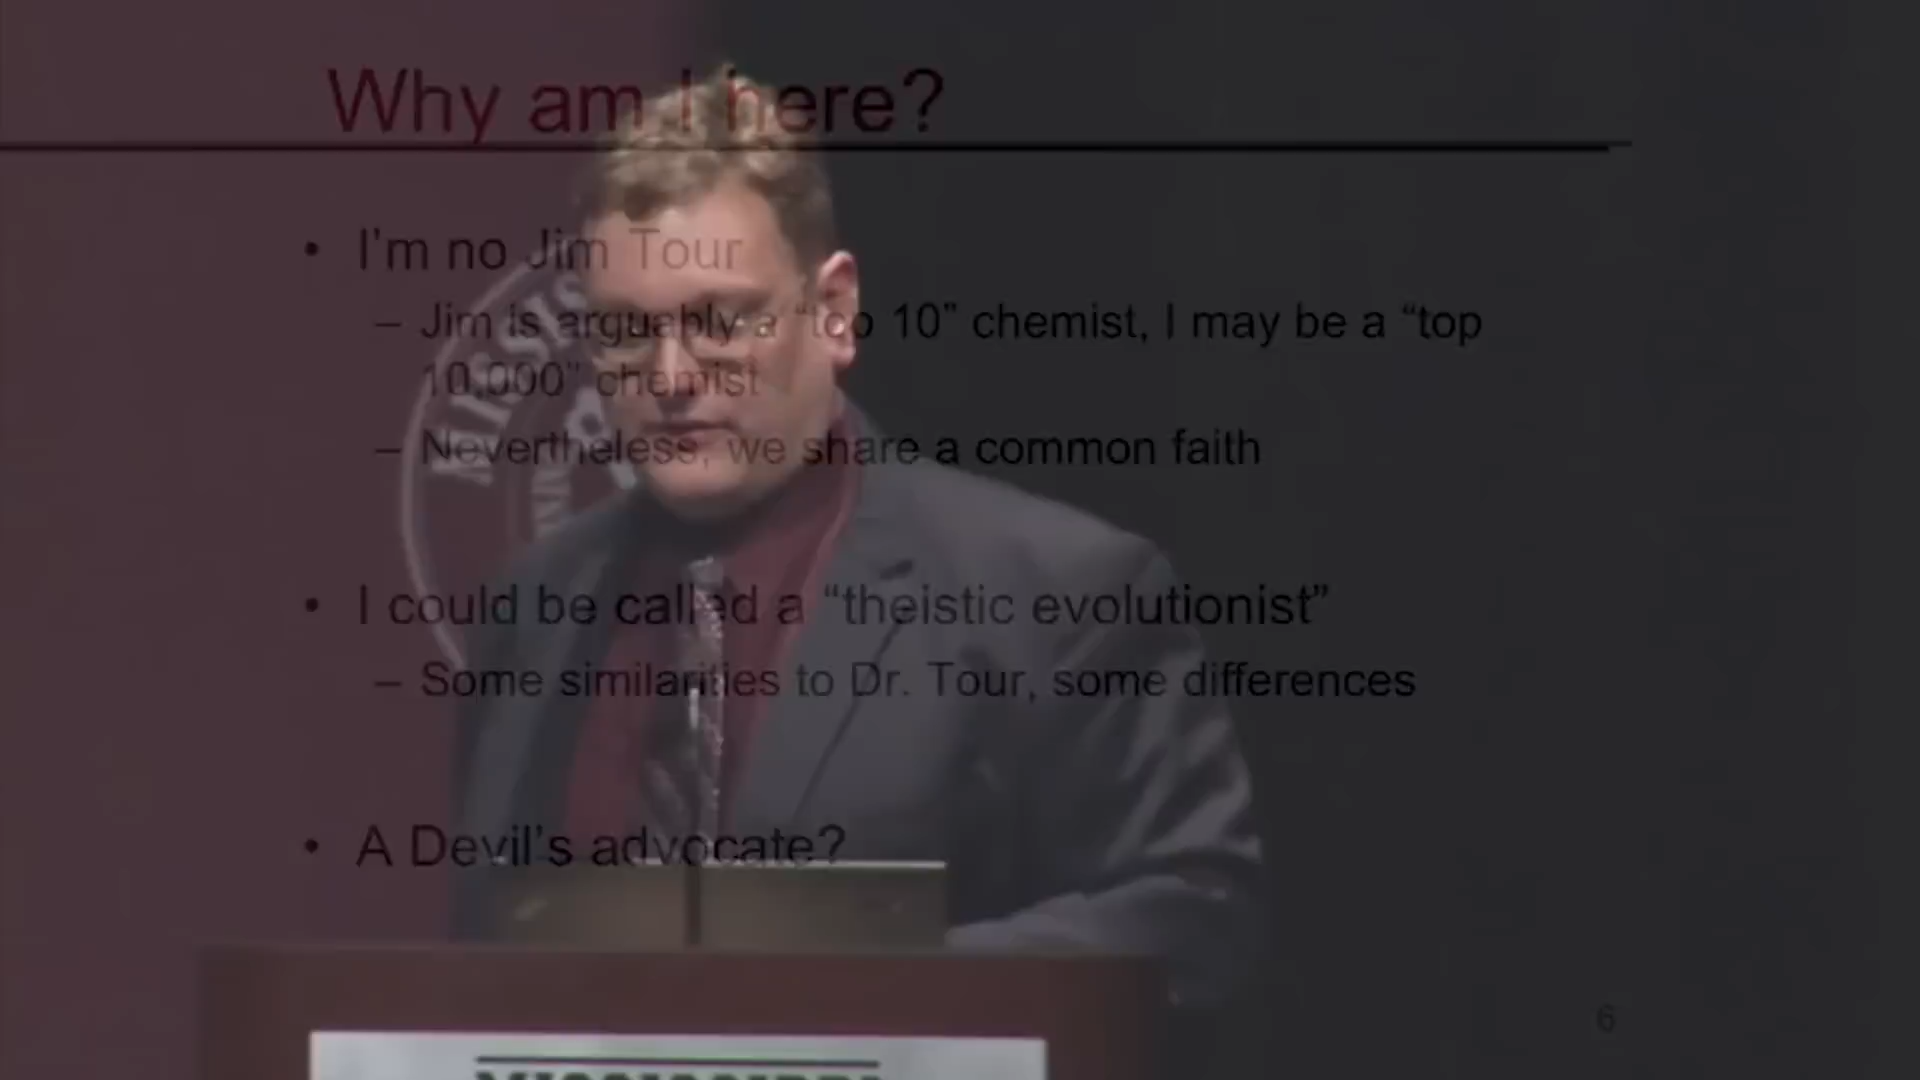 Why am I here?
• I'm no Jim Tour
– Jim is arguably a “top 10” chemist, I may be a “top
10,000” chemist
– Nevertheless, we share a common faith
• I could be called a “theistic evolutionist”
– Some similarities to Dr. Tour, some differences
• A Devil's advocate?
6
MISSIS
MISSISSIPPI